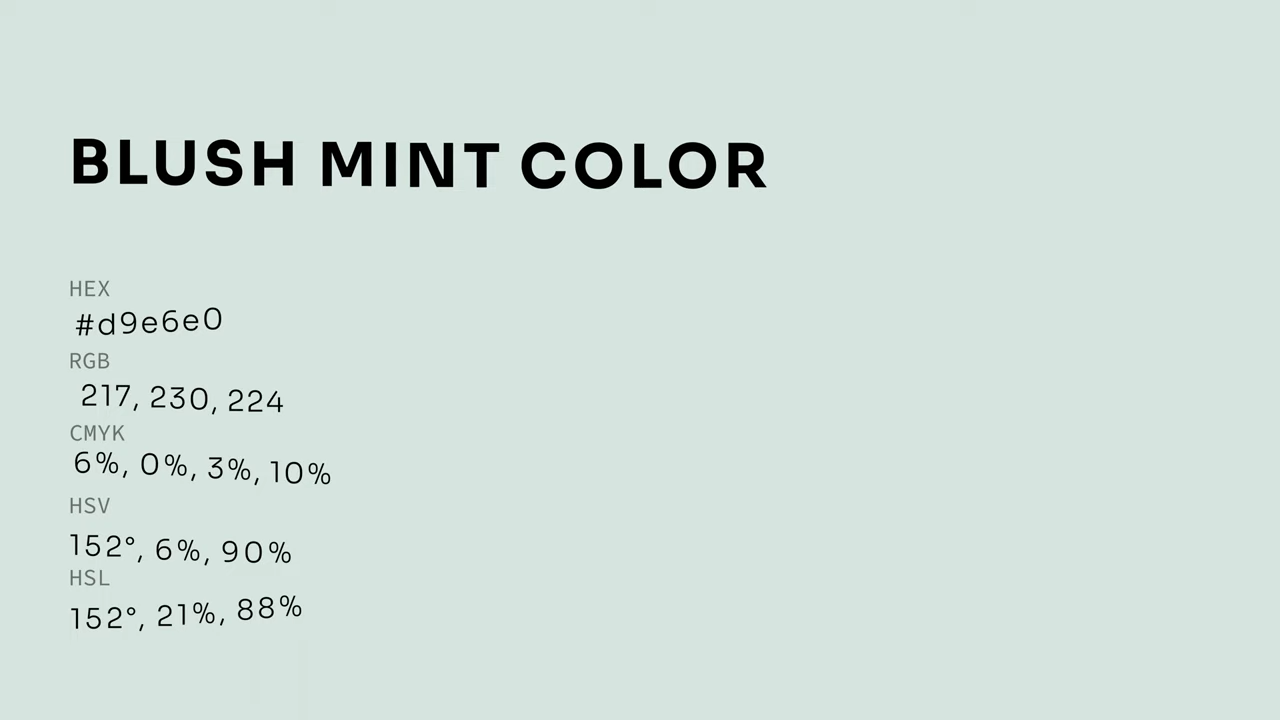 BLUSH MINT COLOR
HEX
#d9e6e0
RGB
217, 230, 224
CMYK
6%, 0%, 3%, 10%
HSV
152°, 6%, 90%
HSL
152°, 21%, 88%